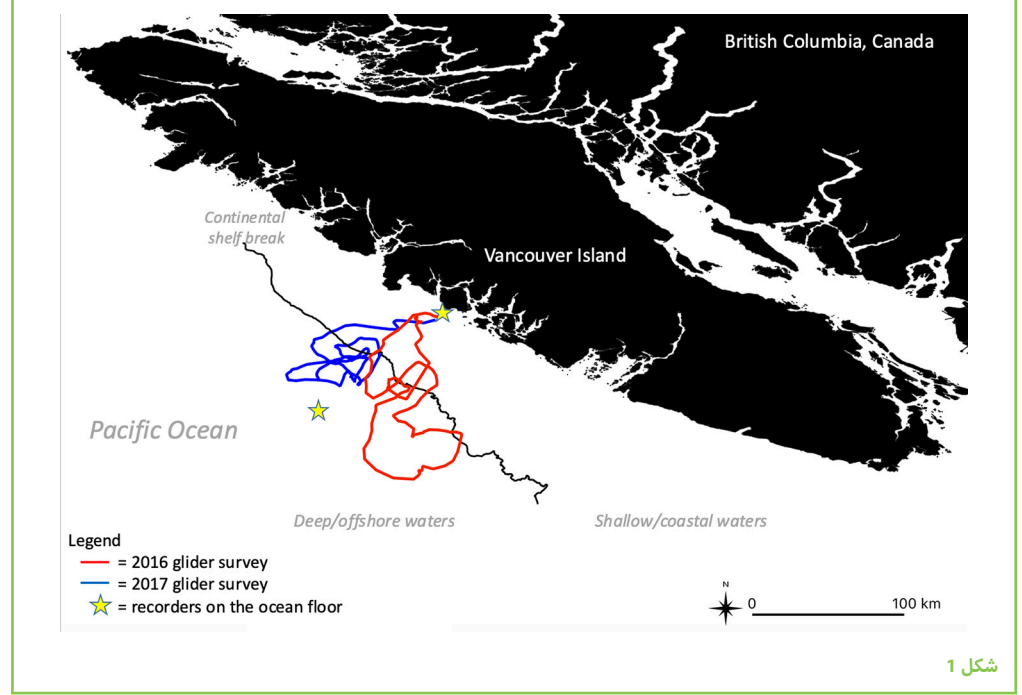 British Columbia, Canada
Continental
shelf break
Vancouver Island
Pacific Ocean
Deep/offshore waters
Shallow/coastal waters
Legend
= 2016 glider survey
= 2017 glider survey
= recorders on the ocean floor
N
0
100 km
شكل 1